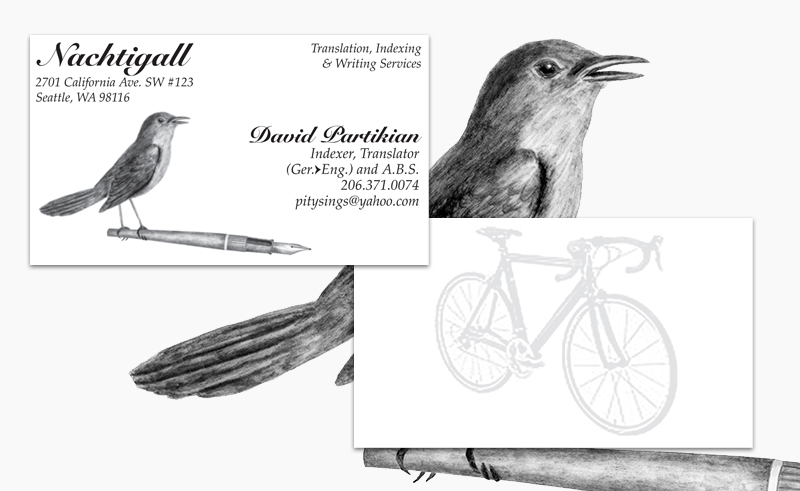 Nachtigall
2701 California Ave. SW #123
Seattle, WA 98116
Translation, Indexing
& Writing Services
David Partikian
Indexer, Translator
(Ger.➤Eng.) and A.B.S.
206.371.0074
pitysings@yahoo.com